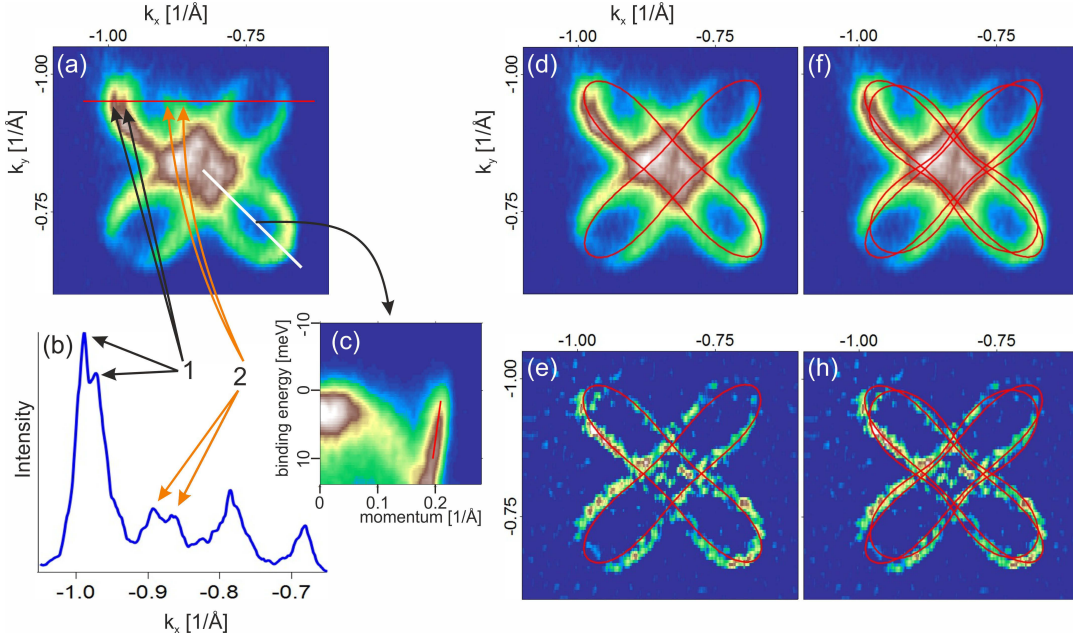 kx [1/Å]
-1.00 -0.75
(a)
ky [1/Å]
-1.00
-0.75
(b)
Intensity
1
2
-1.0 -0.9 -0.8 -0.7
kx [1/Å]
(c)
binding energy [meV]
-10
0
10
0 0.1 0.2
momentum [1/Å]
kx [1/Å]
-1.00 -0.75 -1.00 -0.75
(d)
(f)
ky [1/Å]
-1.00
-0.75
-1.00 -0.75 -1.00 -0.75
(e)
(h)
-1.00
-0.75